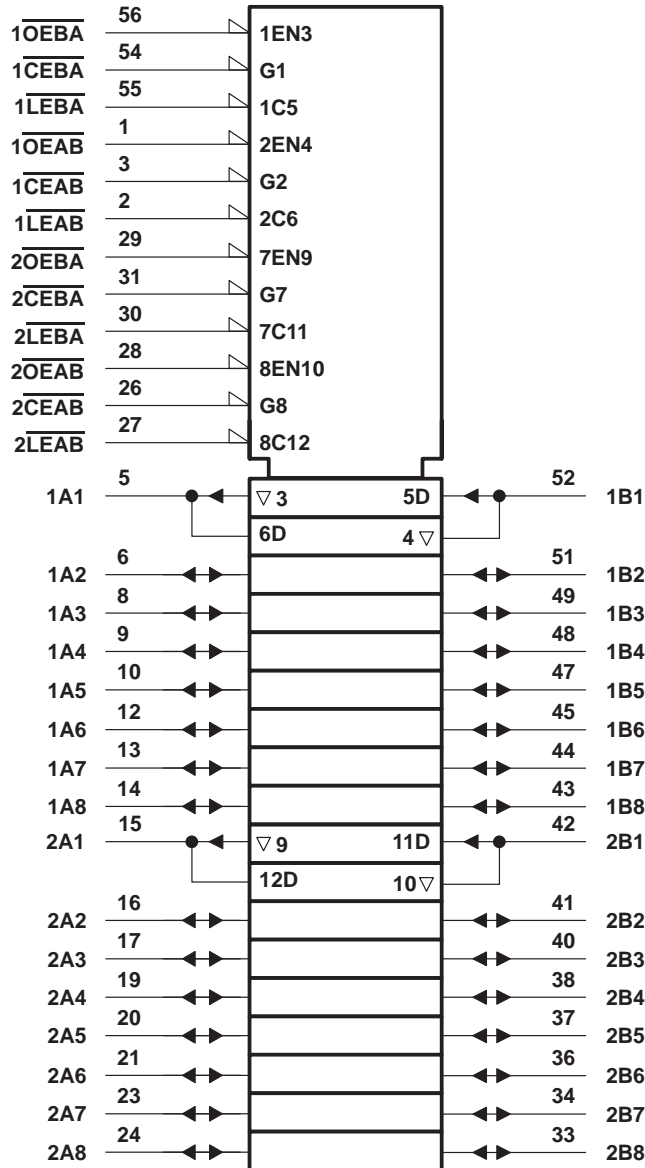 1OEBA 56 1EN3
1CEBA 54 G1
1LEBA 55 1C5
1OEAB 1 2EN4
1CEAB 3 G2
1LEAB 2 2C6
2OEBA 29 7EN9
2CEBA 31 G7
2LEBA 30 7C11
2OEAB 28 8EN10
2CEAB 26 G8
2LEAB 27 8C12
1A1 5 ▽ 3 5D 52 1B1
6D 4 ▽
1A2 6 51 1B2
1A3 8 49 1B3
1A4 9 48 1B4
1A5 10 47 1B5
1A6 12 45 1B6
1A7 13 44 1B7
1A8 14 43 1B8
2A1 15 ▽ 9 11D 42 2B1
12D 10 ▽
2A2 16 41 2B2
2A3 17 40 2B3
2A4 19 38 2B4
2A5 20 37 2B5
2A6 21 36 2B6
2A7 23 34 2B7
2A8 24 33 2B8